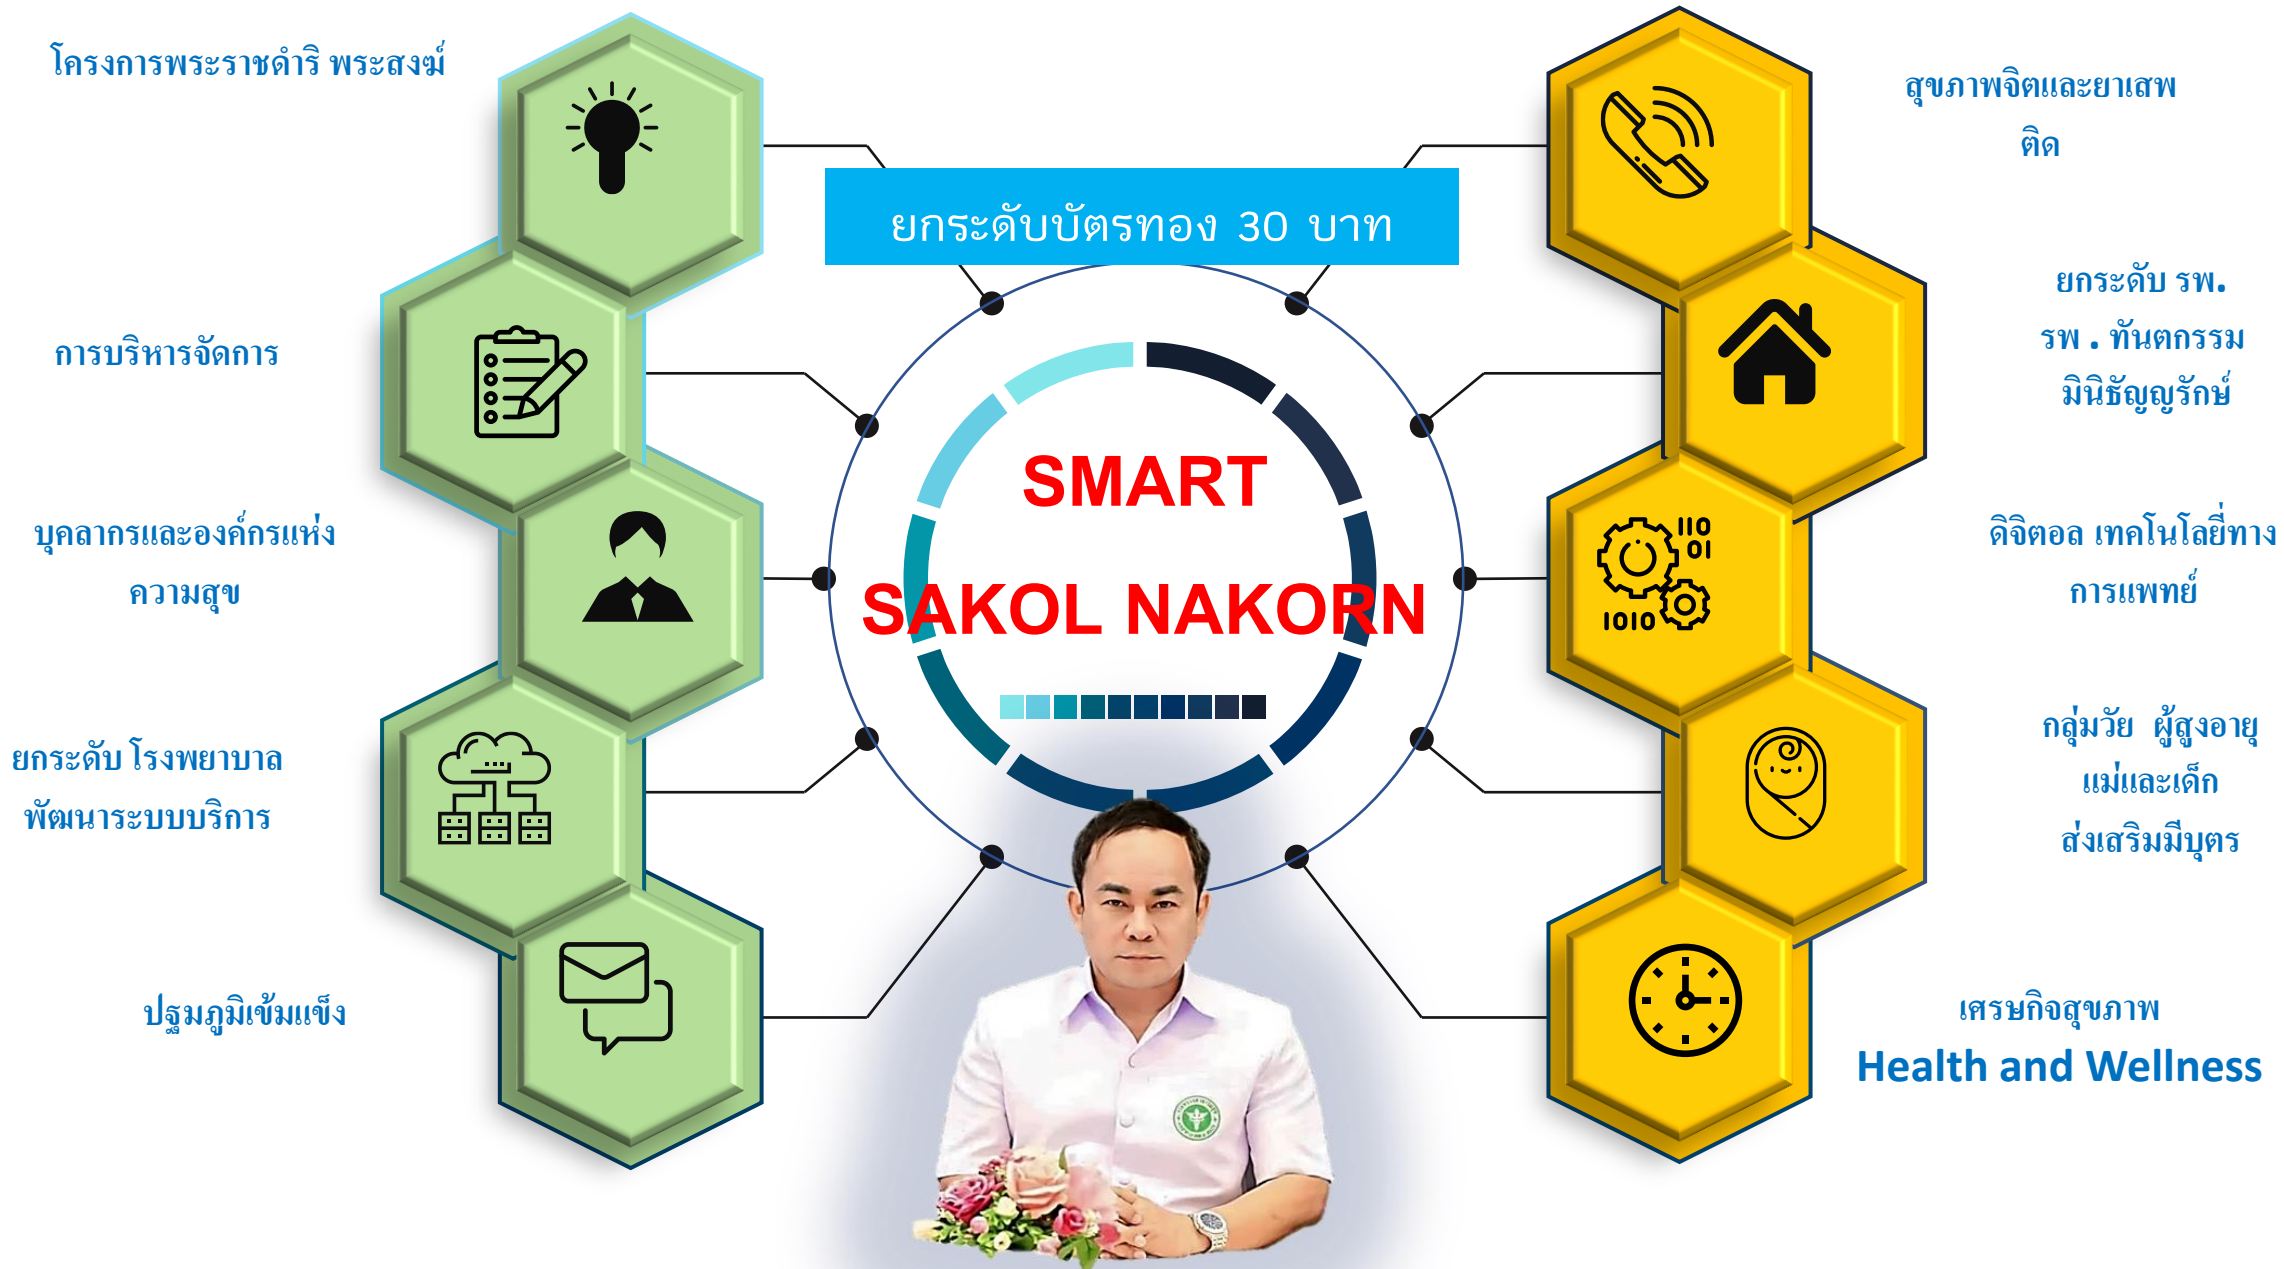 โครงการพระราชดำริ พระสงฆ์
การบริหารจัดการ
บุคลากรและองค์กรแห่ง
ความสุข
ยกระดับ โรงพยาบาล
พัฒนาระบบบริการ
ปฐมภูมิเข้มแข็ง
ยกระดับบัตรทอง 30 บาท
SMART
SAKOL NAKORN
สุขภาพจิตและยาเสพ
ติด
ยกระดับ รพ.
รพ . ทันตกรรม
มินิธัญญรักษ์
110
01
1010
ดิจิตอล เทคโนโลยี่ทาง
การแพทย์
กลุ่มวัย ผู้สูงอายุ
แม่และเด็ก
ส่งเสริมมีบุตร
เศรษกิจสุขภาพ
Health and Wellness